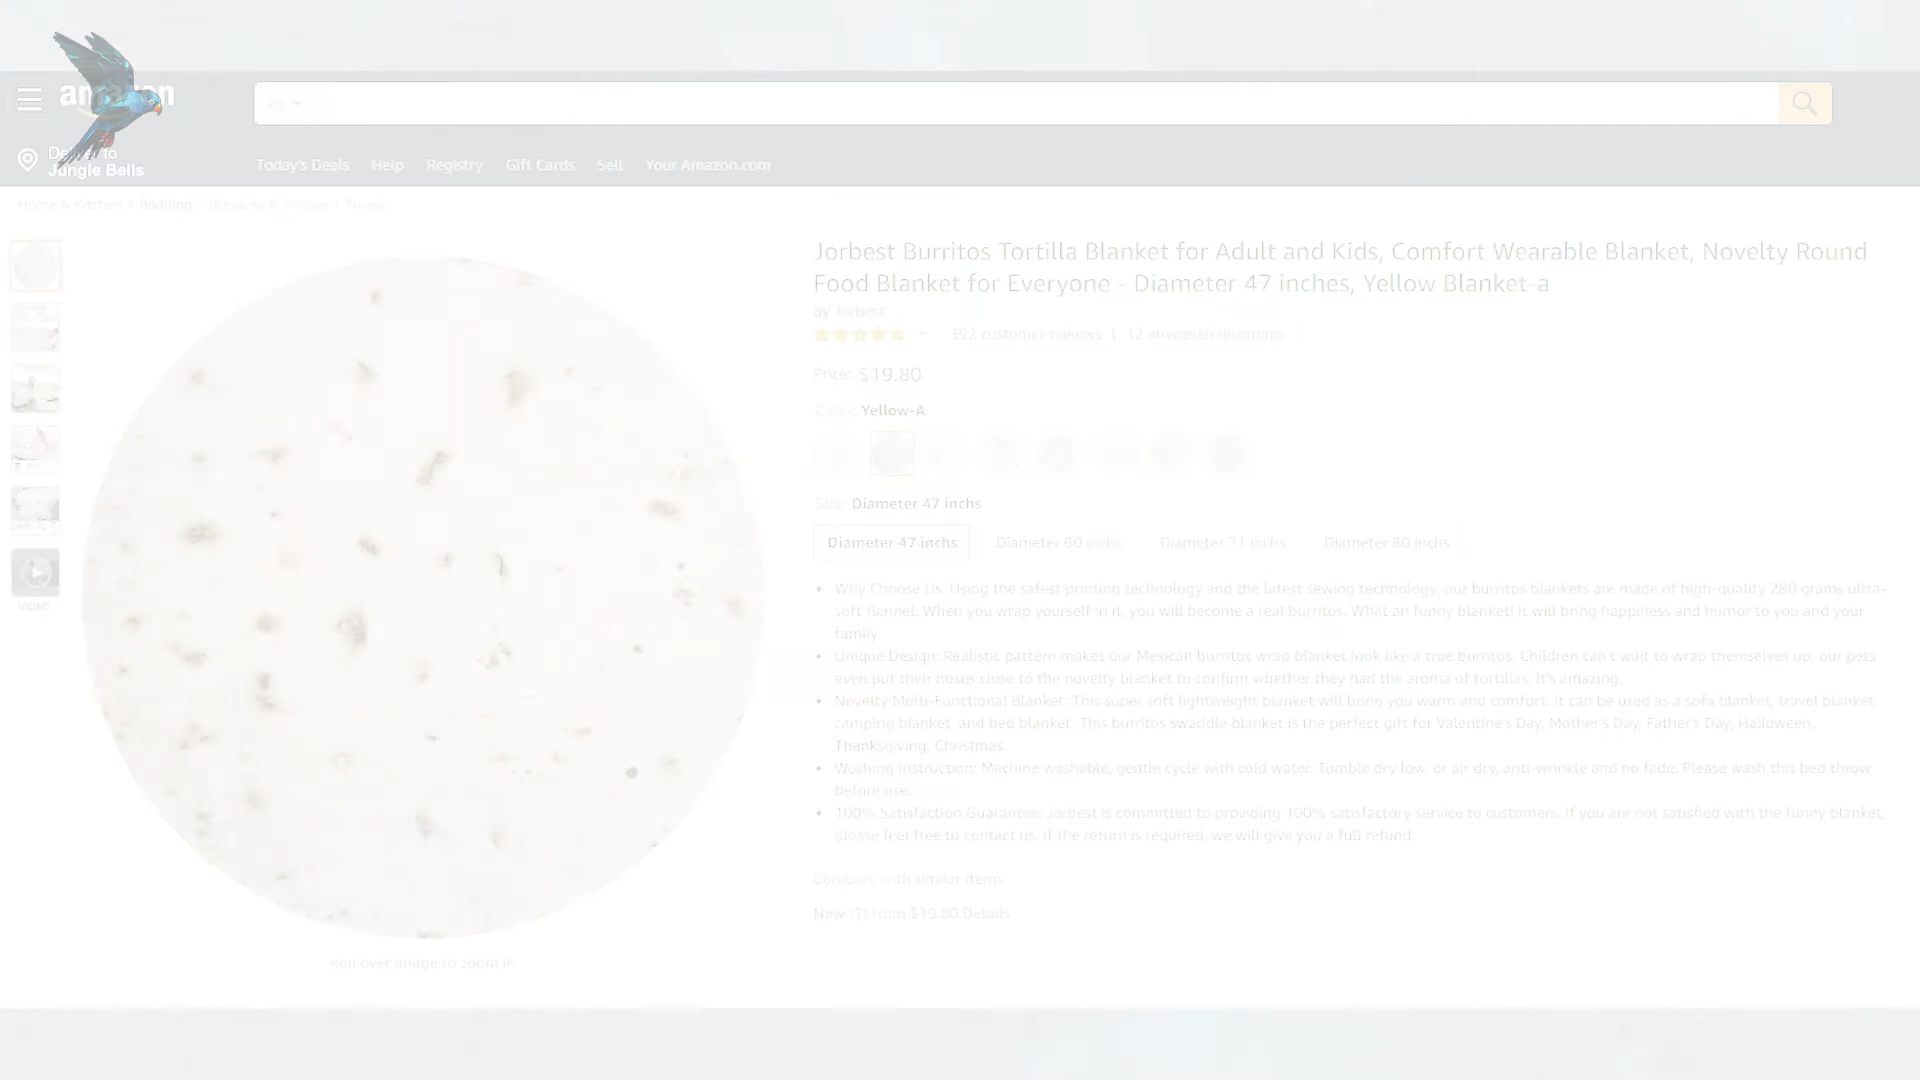 amazon
Deliver to
Jungle Bells
Today's Deals Help Registry Gift Cards Sell Your Amazon.com
Home & Kitchen › Bedding
Jorbest Burritos Tortilla Blanket for Adult and Kids, Comfort Wearable Blanket, Novelty Round
Food Blanket for Everyone - Diameter 47 inches, Yellow Blanket-a
by Jorbest
592 customer reviews | 12 answered questions
Price: $19.80
Color: Yellow-A
Size: Diameter 47 inchs
Diameter 47 inchs Diameter 60 inchs Diameter 71 inchs Diameter 80 inchs
• Why Choose Us: Using the safest printing technology and the latest sewing technology, our burritos blankets are made of high-quality 280 grams ultra-
soft flannel. When you wrap yourself in it, you will become a real burritos. What an funny blanket! It will bring happiness and humor to you and your
family.
• Unique Design: Realistic pattern makes our Mexican burritos wrap blanket look like a true burritos. Children can't wait to wrap themselves up, our pets
even put their noses close to the novelty blanket to confirm whether they had the aroma of tortillas. It's amazing.
• Novelty Multi-Functional Blanket: This super soft lightweight blanket will bring you warm and comfort. It can be used as a sofa blanket, travel blanket,
camping blanket, and bed blanket. This burritos swaddle blanket is the perfect gift for Valentine's Day, Mother's Day, Father's Day, Halloween,
Thanksgiving, Christmas.
• Washing Instruction: Machine washable, gentle cycle with cold water. Tumble dry low, or air dry, anti-wrinkle and no fade. Please wash this bed throw
before use.
• 100% Satisfaction Guarantee: Jorbest is committed to providing 100% satisfactory service to customers. If you are not satisfied with the funny blanket,
please feel free to contact us. If the return is required, we will give you a full refund.
Compare with similar items
New (1) from $19.80 Details
VIDEO
Roll over image to zoom in